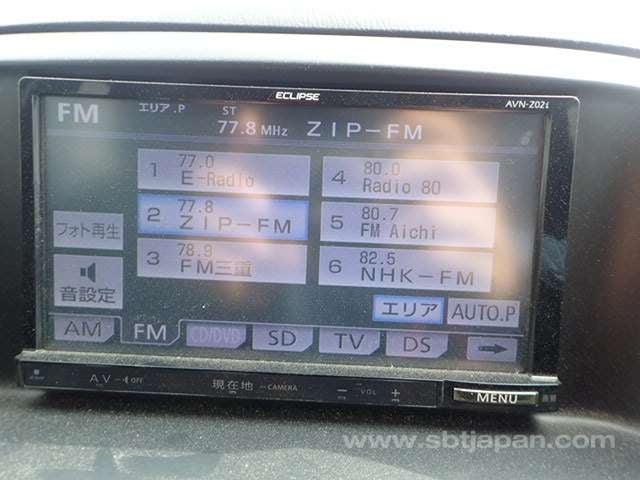 ECLIPSE
AVN-Z02i
FM エリア.P ST 77.8 MHz ZIP-FM
1 77.0 E-Radio
4 80.0 Radio 80
2 77.8 ZIP-FM
5 80.7 FM Aichi
3 78.9 FM三重
6 82.5 NHK-FM
フォト再生
音設定
エリア AUTO.P
AM FM CD/DVD SD TV DS
AV OFF 現在地 CAMERA - VOL + MENU
www.sbtjapan.com